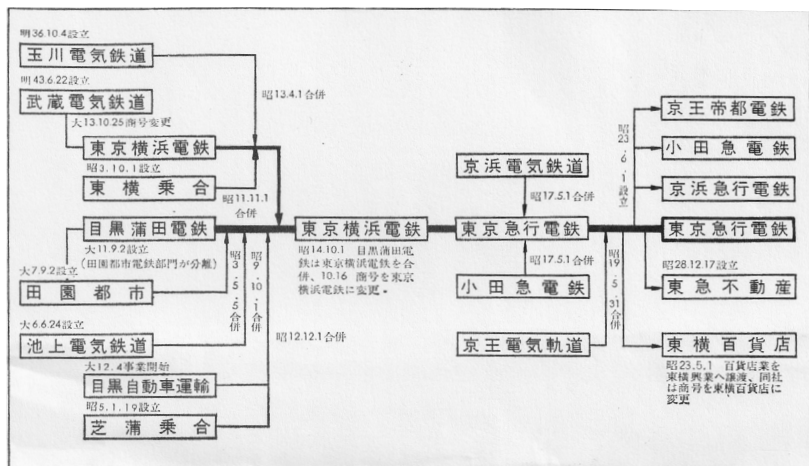 明36.10.4設立
玉川電気鉄道
明43.6.22設立
武蔵電気鉄道
大13.10.25商号変更
東京横浜電鉄
昭3.10.1設立
東横乗合
昭13.4.1合併
昭11.11.1
合併
目黒蒲田電鉄
大11.9.2設立
(田園都市電鉄部門が分離)
大7.9.2設立
田園都市
昭3.5.5合併
昭9.10.1合併
大6.6.24設立
池上電気鉄道
大12.4事業開始
目黒自動車運輸
昭5.1.19設立
芝蒲乗合
昭12.12.1合併
東京横浜電鉄
昭14.10.1 目黒蒲田電
鉄は東京横浜電鉄を合
併、10.16 商号を東京
横浜電鉄に変更。
京浜電気鉄道
昭17.5.1合併
東京急行電鉄
昭17.5.1合併
小田急電鉄
京王電気軌道
昭19.5.31合併
昭23.6.1設立
京王帝都電鉄
小田急電鉄
京浜急行電鉄
東京急行電鉄
昭28.12.17設立
東急不動産
東横百貨店
昭23.5.1 百貨店業を
東横興業へ譲渡、同社
は商号を東横百貨店に
変更